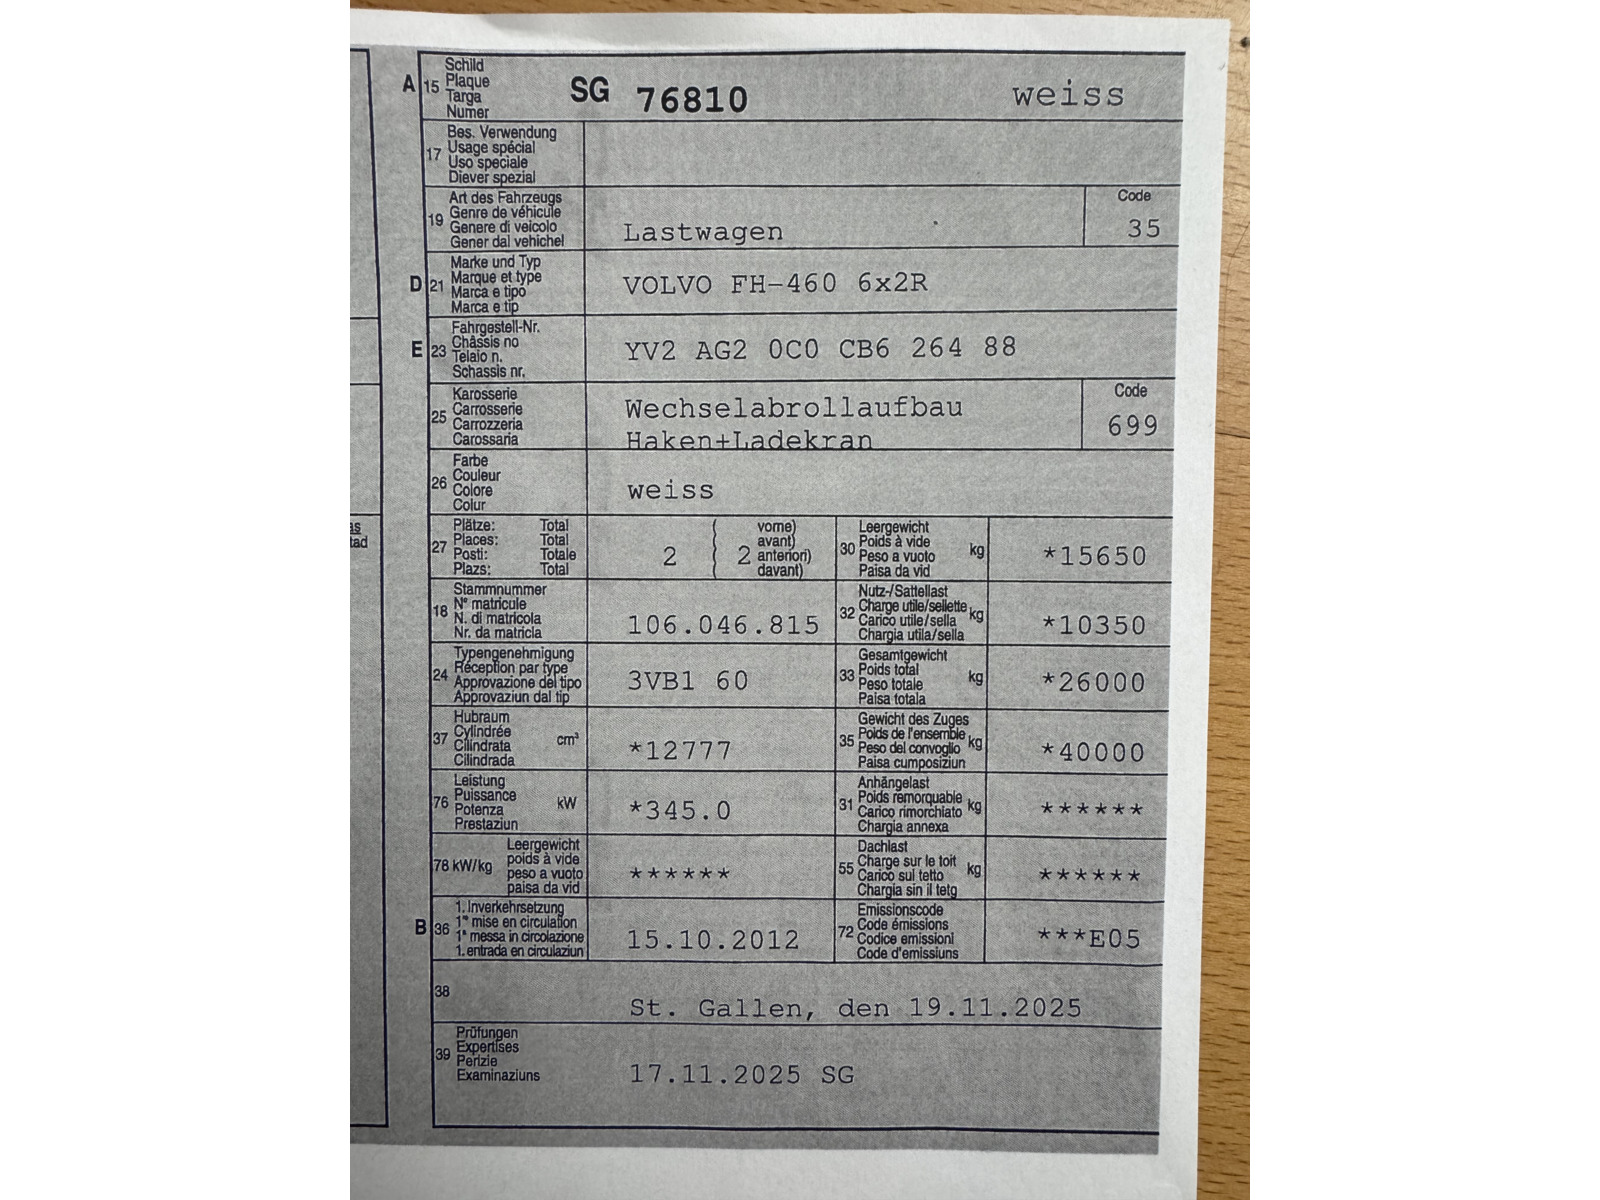 A 15 Schild Plaque Targa Numer SG 76810 weiss
17 Bes. Verwendung Usage spécial Uso speciale Diever spezial
19 Art des Fahrzeugs Genre de véhicule Genere di veicolo Gener dal vehichel Lastwagen Code 35
D 21 Marke und Typ Marque et type Marca e tipo Marca e tip VOLVO FH-460 6x2R
E 23 Fahrgestell-Nr. Châssis no Telaio n. Schassis nr. YV2 AG2 0C0 CB6 264 88
25 Karosserie Carrosserie Carrozzeria Carossaria Wechselabrollaufbau Haken+Ladekran Code 699
26 Farbe Couleur Colore Colur weiss
27 Plätze: Total Places: Total Posti: Totale Plazs: Total 2 ( 2 vorne) avant) anteriori) davant)
30 Leergewicht Poids à vide Peso a vuoto Paisa da vid kg *15650
18 Stammnummer N° matricule N. di matricola Nr. da matricla 106.046.815
32 Nutz-/Sattellast Charge utile/sellette Carico utile/sella Chargia utila/sella kg *10350
24 Typengenehmigung Réception par type Approvazione del tipo Approvaziun dal tip 3VB1 60
33 Gesamtgewicht Poids total Peso totale Paisa totala kg *26000
37 Hubraum Cylindrée Cilindrata Cilindrada cm³ *12777
35 Gewicht des Zuges Poids de l'ensemble Peso del convoglio Paisa cumposiziun kg *40000
76 Leistung Puissance Potenza Prestaziun kW *345.0
31 Anhängelast Poids remorquable Carico rimorchiato Chargia annexa kg ******
78 kW/kg Leergewicht poids à vide peso a vuoto paisa da vid ******
55 Dachlast Charge sur le toit Carico sul tetto Chargia sin il tetg kg ******
B 36 1. Inverkehrsetzung 1re mise en circulation 1a messa in circolazione 1. entrada en circulaziun 15.10.2012
72 Emissionscode Code émissions Codice emissioni Code d'emissiuns ***E05
38 St. Gallen, den 19.11.2025
39 Prüfungen Expertises Perizie Examinaziuns 17.11.2025 SG